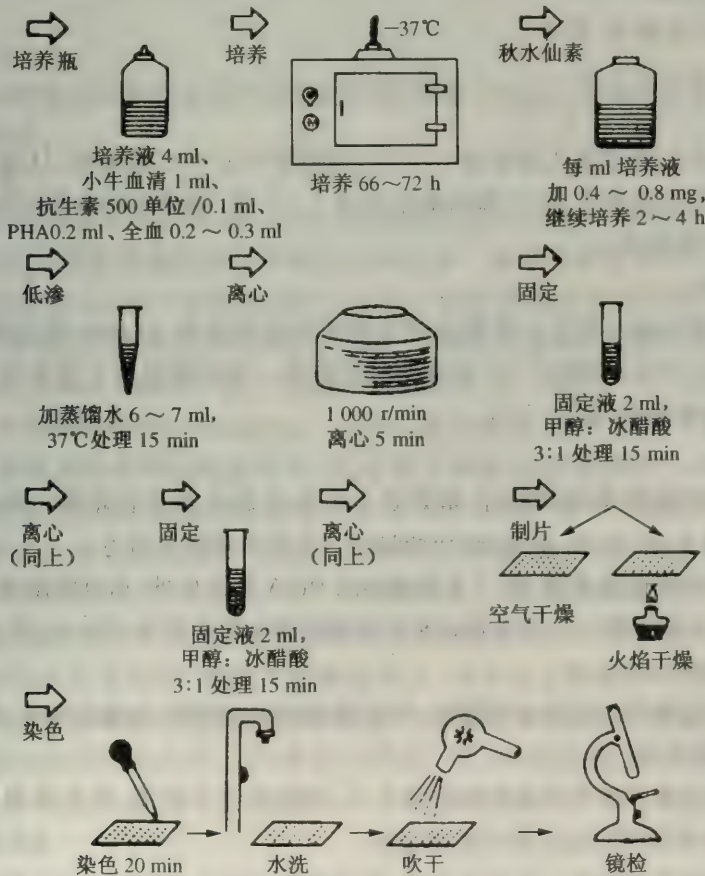 培养瓶
培养
—37℃
秋水仙素
培养液 4 ml、
小牛血清 1 ml、
抗生素 500 单位/0.1 ml、
PHA0.2 ml、全血 0.2～0.3 ml
培养 66～72 h
每 ml 培养液
加 0.4～0.8 mg,
继续培养 2～4 h
低渗
离心
固定
加蒸馏水 6～7 ml,
37℃处理 15 min
1 000 r/min
离心 5 min
固定液 2 ml,
甲醇：冰醋酸
3∶1 处理 15 min
离心
（同上）
固定
离心
（同上）
制片
固定液 2 ml,
甲醇：冰醋酸
3∶1 处理 15 min
空气干燥
火焰干燥
染色
染色 20 min
水洗
吹干
镜检